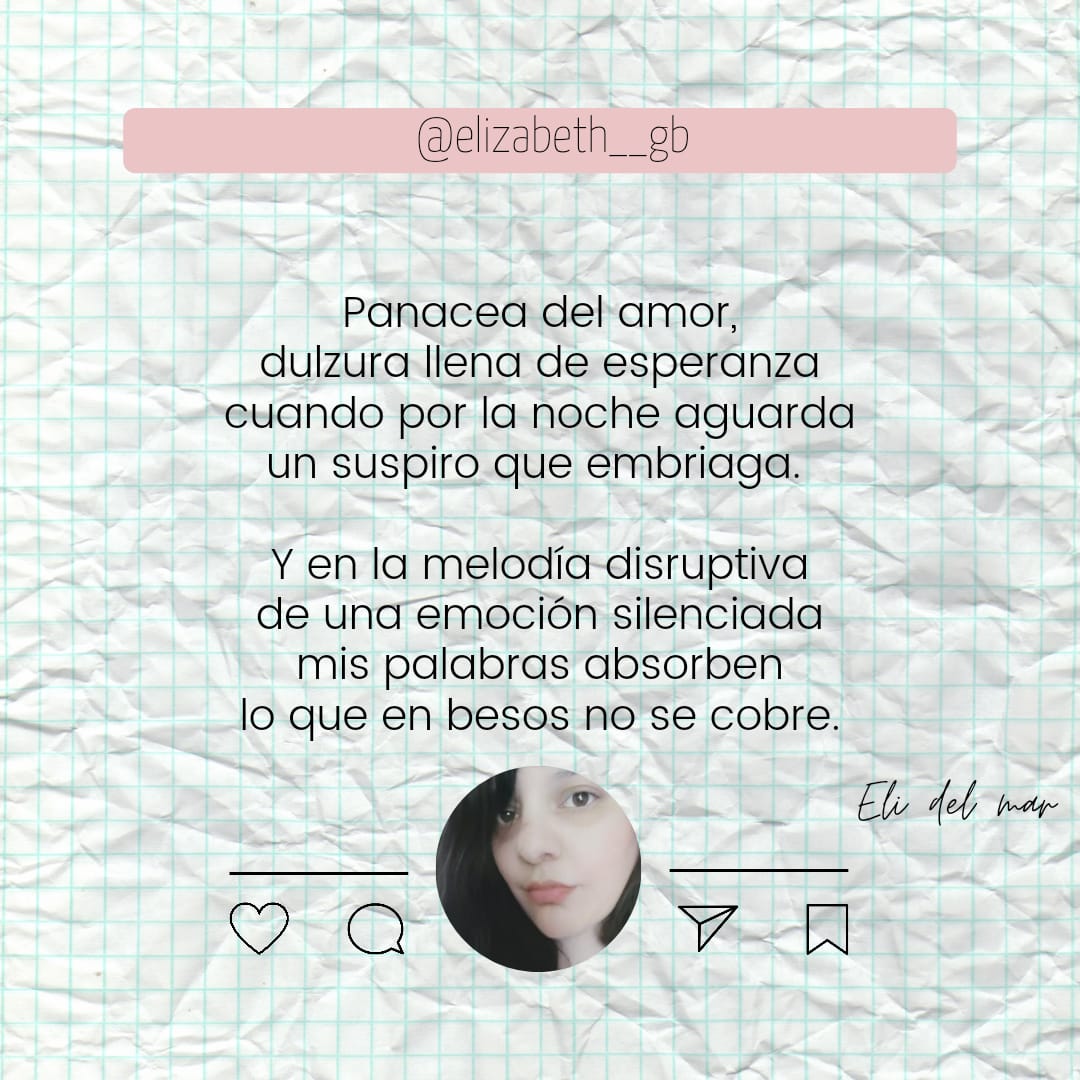 @elizabeth__gb
Panacea del amor,
dulzura llena de esperanza
cuando por la noche aguarda
un suspiro que embriaga.
Y en la melodía disruptiva
de una emoción silenciada
mis palabras absorben
lo que en besos no se cobre.
Eli del mar